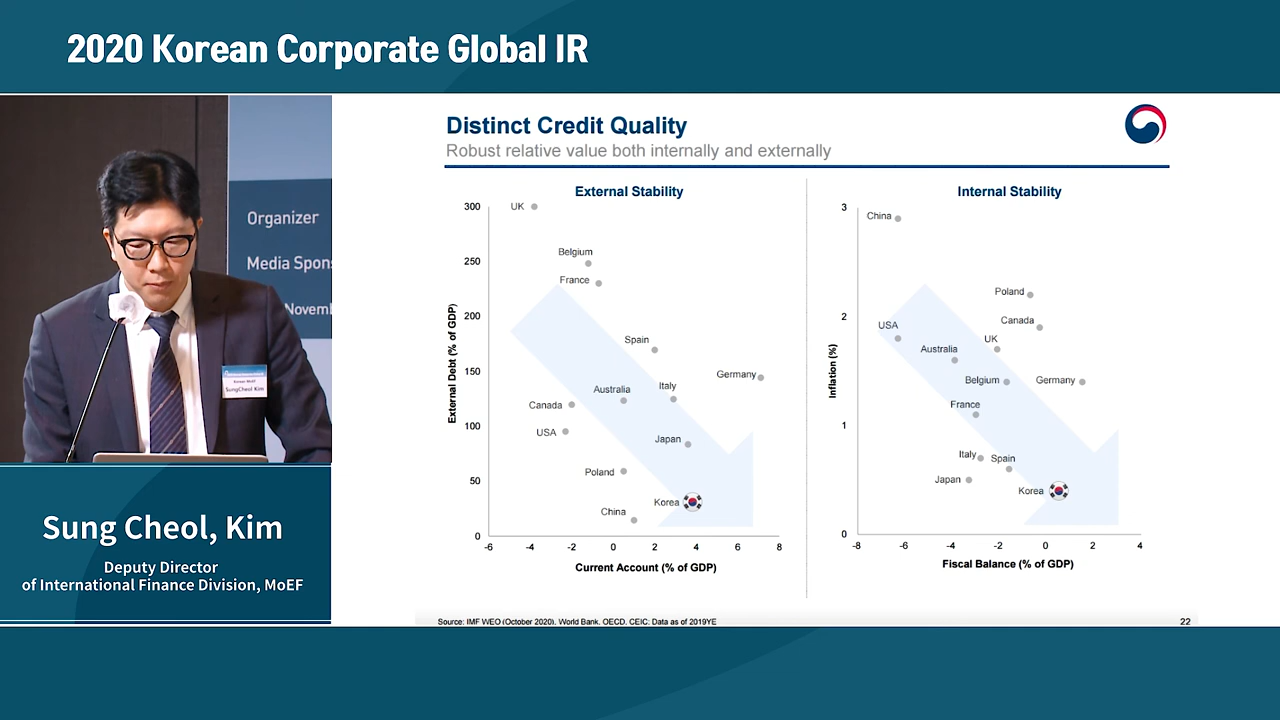 2020 Korean Corporate Global IR
Organizer
Media Spons
Novemb
Korean MoEF
SungCheol Kim
Sung Cheol, Kim
Deputy Director
of International Finance Division, MoEF
Distinct Credit Quality
Robust relative value both internally and externally
External Stability
External Debt (% of GDP)
300
250
200
150
100
50
0
UK
Belgium
France
Spain
Germany
Australia
Italy
Canada
USA
Japan
Poland
Korea
China
-6 -4 -2 0 2 4 6 8
Current Account (% of GDP)
Internal Stability
Inflation (%)
3
2
1
0
China
Poland
Canada
USA
UK
Australia
Belgium
Germany
France
Italy
Spain
Japan
Korea
-8 -6 -4 -2 0 2 4
Fiscal Balance (% of GDP)
Source: IMF WEO (October 2020), World Bank, OECD, CEIC; Data as of 2019YE
22